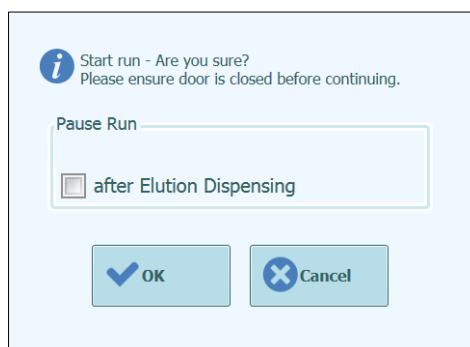 Start run - Are you sure?
Please ensure door is closed before continuing.
Pause Run
after Elution Dispensing
OK
Cancel